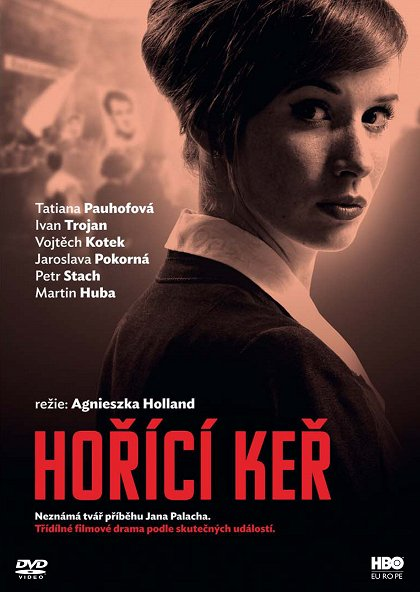 Tatiana Pauhofová
Ivan Trojan
Vojtěch Kotek
Jaroslava Pokorná
Petr Stach
Martin Huba
režie: Agnieszka Holland
HOŘÍCÍ KEŘ
Neznámá tvář příběhu Jana Palacha.
Třídílné filmové drama podle skutečných událostí.
DVD
VIDEO
HBO
EUROPE